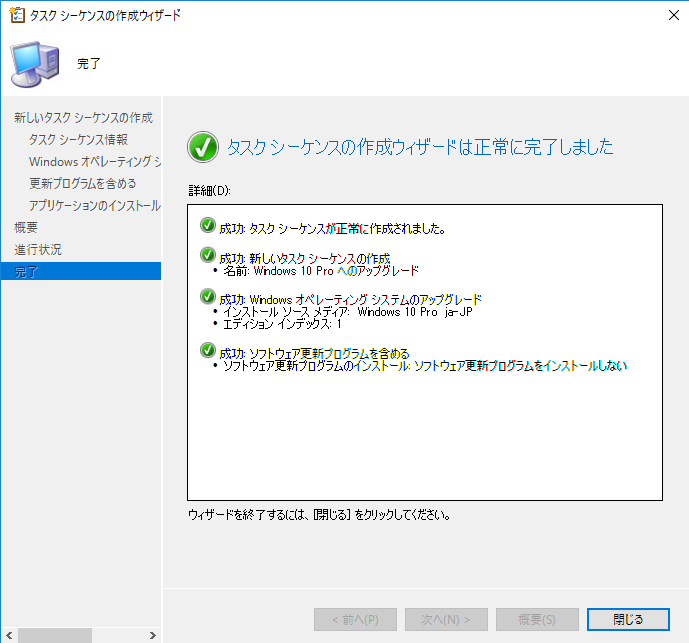 タスク シーケンスの作成ウィザード
完了
新しいタスク シーケンスの作成
タスク シーケンス情報
Windows オペレーティング シ
更新プログラムを含める
アプリケーションのインストール
概要
進行状況
完了
タスク シーケンスの作成ウィザードは正常に完了しました
詳細(D):
成功: タスク シーケンスが正常に作成されました。
成功: 新しいタスク シーケンスの作成
• 名前: Windows 10 Pro へのアップグレード
成功: Windows オペレーティング システムのアップグレード
• インストール ソース メディア: Windows 10 Pro ja-JP
• エディション インデックス: 1
成功: ソフトウェア更新プログラムを含める
• ソフトウェア更新プログラムのインストール: ソフトウェア更新プログラムをインストールしない
ウィザードを終了するには、[閉じる] をクリックしてください。
< 前へ(P)
次へ(N) >
概要(S)
閉じる